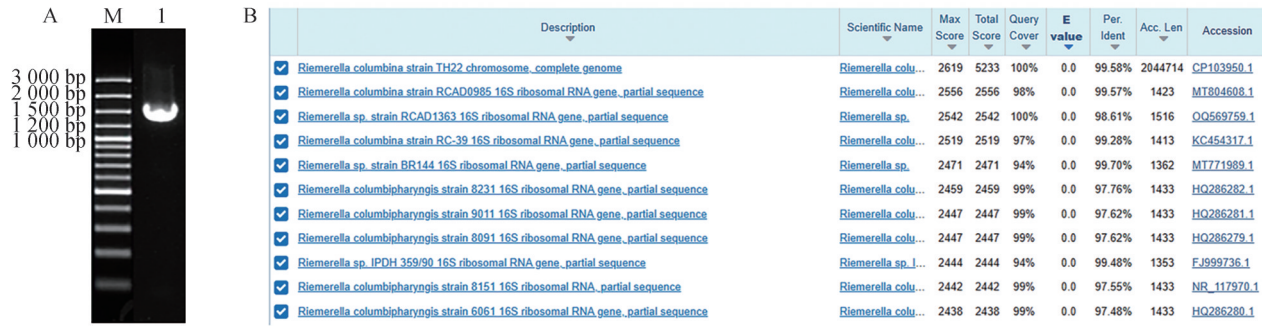 A M 1 B
3 000 bp
2 000 bp
1 500 bp
1 200 bp
1 000 bp
Description Scientific Name Max Score Total Score Query Cover E value Per. Ident Acc. Len Accession
Riemerella columbina strain TH22 chromosome, complete genome Riemerella colu... 2619 5233 100% 0.0 99.58% 2044714 CP103950.1
Riemerella columbina strain RCAD0985 16S ribosomal RNA gene, partial sequence Riemerella colu... 2556 2556 98% 0.0 99.57% 1423 MT804608.1
Riemerella sp. strain RCAD1363 16S ribosomal RNA gene, partial sequence Riemerella sp. 2542 2542 100% 0.0 98.61% 1516 OQ569759.1
Riemerella columbina strain RC-39 16S ribosomal RNA gene, partial sequence Riemerella colu... 2519 2519 97% 0.0 99.28% 1413 KC454317.1
Riemerella sp. strain BR144 16S ribosomal RNA gene, partial sequence Riemerella sp. 2471 2471 94% 0.0 99.70% 1362 MT771989.1
Riemerella columbipharyngis strain 8231 16S ribosomal RNA gene, partial sequence Riemerella colu... 2459 2459 99% 0.0 97.76% 1433 HQ286282.1
Riemerella columbipharyngis strain 9011 16S ribosomal RNA gene, partial sequence Riemerella colu... 2447 2447 99% 0.0 97.62% 1433 HQ286281.1
Riemerella columbipharyngis strain 8091 16S ribosomal RNA gene, partial sequence Riemerella colu... 2447 2447 99% 0.0 97.62% 1433 HQ286279.1
Riemerella sp. IPDH 359/90 16S ribosomal RNA gene, partial sequence Riemerella sp. I... 2444 2444 94% 0.0 99.48% 1353 FJ999736.1
Riemerella columbipharyngis strain 8151 16S ribosomal RNA gene, partial sequence Riemerella colu... 2442 2442 99% 0.0 97.55% 1433 NR_117970.1
Riemerella columbipharyngis strain 6061 16S ribosomal RNA gene, partial sequence Riemerella colu... 2438 2438 99% 0.0 97.48% 1433 HQ286280.1